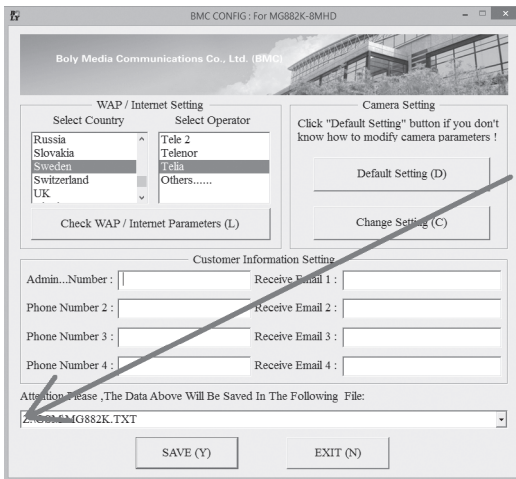 BMC CONFIG : For MG882K-8MHD
Boly Media Communications Co., Ltd. (BMC)
WAP / Internet Setting
Select Country
Select Operator
Russia
Slovakia
Sweden
Switzerland
UK
Tele 2
Telenor
Telia
Others......
Check WAP / Internet Parameters (L)
Camera Setting
Click "Default Setting" button if you don't
know how to modify camera parameters !
Default Setting (D)
Change Setting (C)
Customer Information Setting
Admin...Number :
Receive Email 1 :
Phone Number 2 :
Receive Email 2 :
Phone Number 3 :
Receive Email 3 :
Phone Number 4 :
Receive Email 4 :
Attention Please ,The Data Above Will Be Saved In The Following File:
MG882K.TXT
SAVE (Y)
EXIT (N)